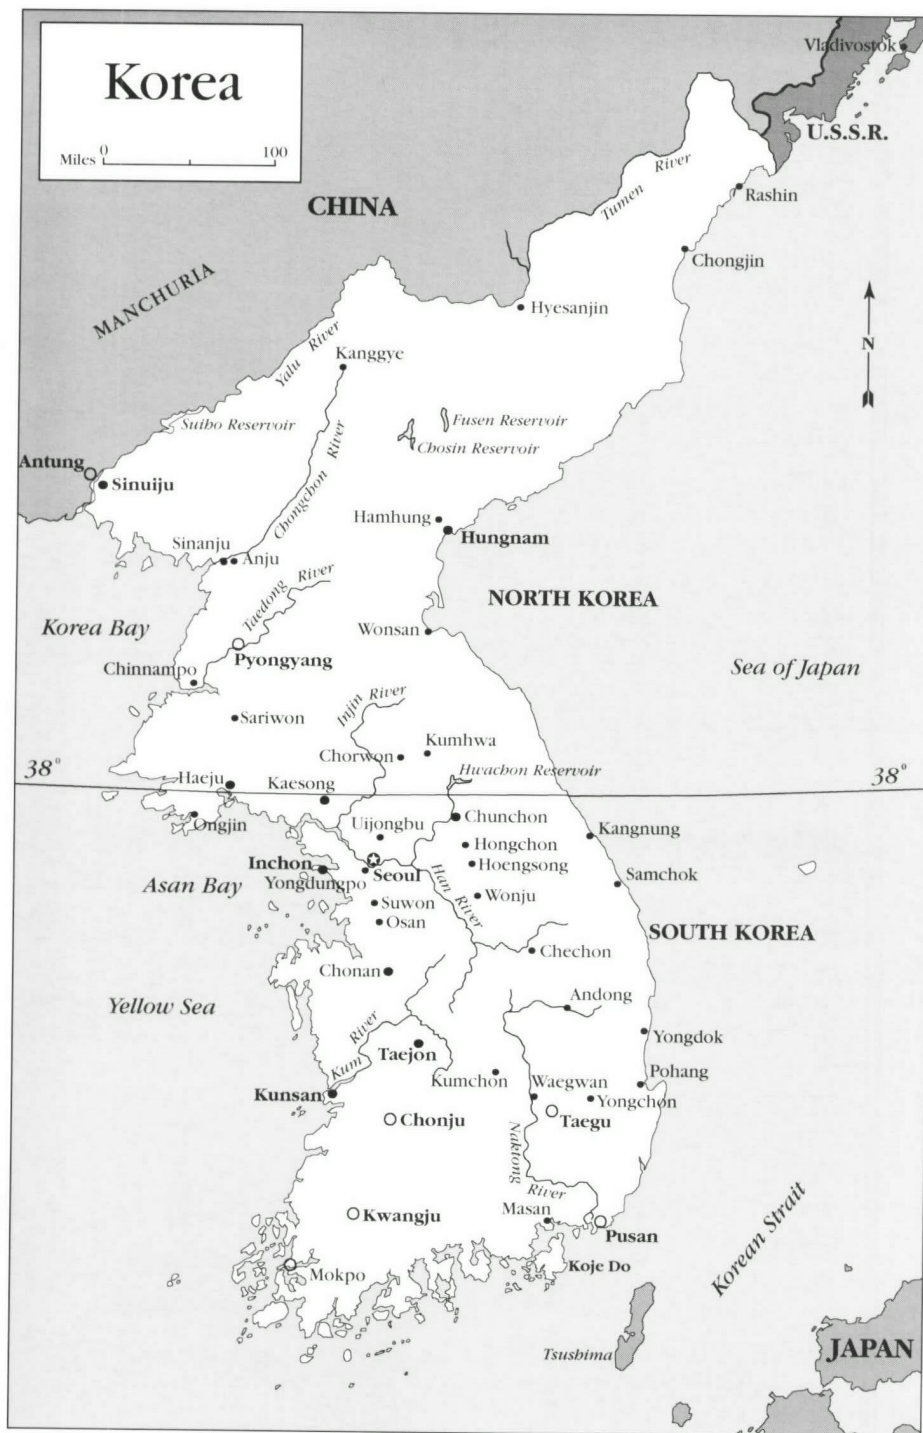 Korea
Miles 0 100
Vladivostok
U.S.S.R.
CHINA
Tumen River
Rashin
Chongjin
MANCHURIA
Hyesanjin
N
Yalu River
Kanggye
Suiho Reservoir
Fusen Reservoir
Chosin Reservoir
Chongchon River
Antung
Sinuiju
Hamhung
Hungnam
Sinanju
Anju
Taedong River
NORTH KOREA
Korea Bay
Wonsan
Pyongyang
Chinnampo
Sea of Japan
Injin River
Sariwon
Kumhwa
Chorwon
Hwachon Reservoir
38°
38°
Haeju
Kaesong
Ongjin
Uijongbu
Chunchon
Kangnung
Hongchon
Inchon
Seoul
Hoengsong
Asan Bay
Yongdungpo
Han River
Samchok
Suwon
Wonju
Osan
SOUTH KOREA
Chechon
Chonan
Yellow Sea
Andong
Kum River
Yongdok
Taejon
Kumchon
Waegwan
Pohang
Kunsan
Yongchon
Chonju
Taegu
Naktong River
Kwangju
Masan
Pusan
Korean Strait
Koje Do
Mokpo
Tsushima
JAPAN